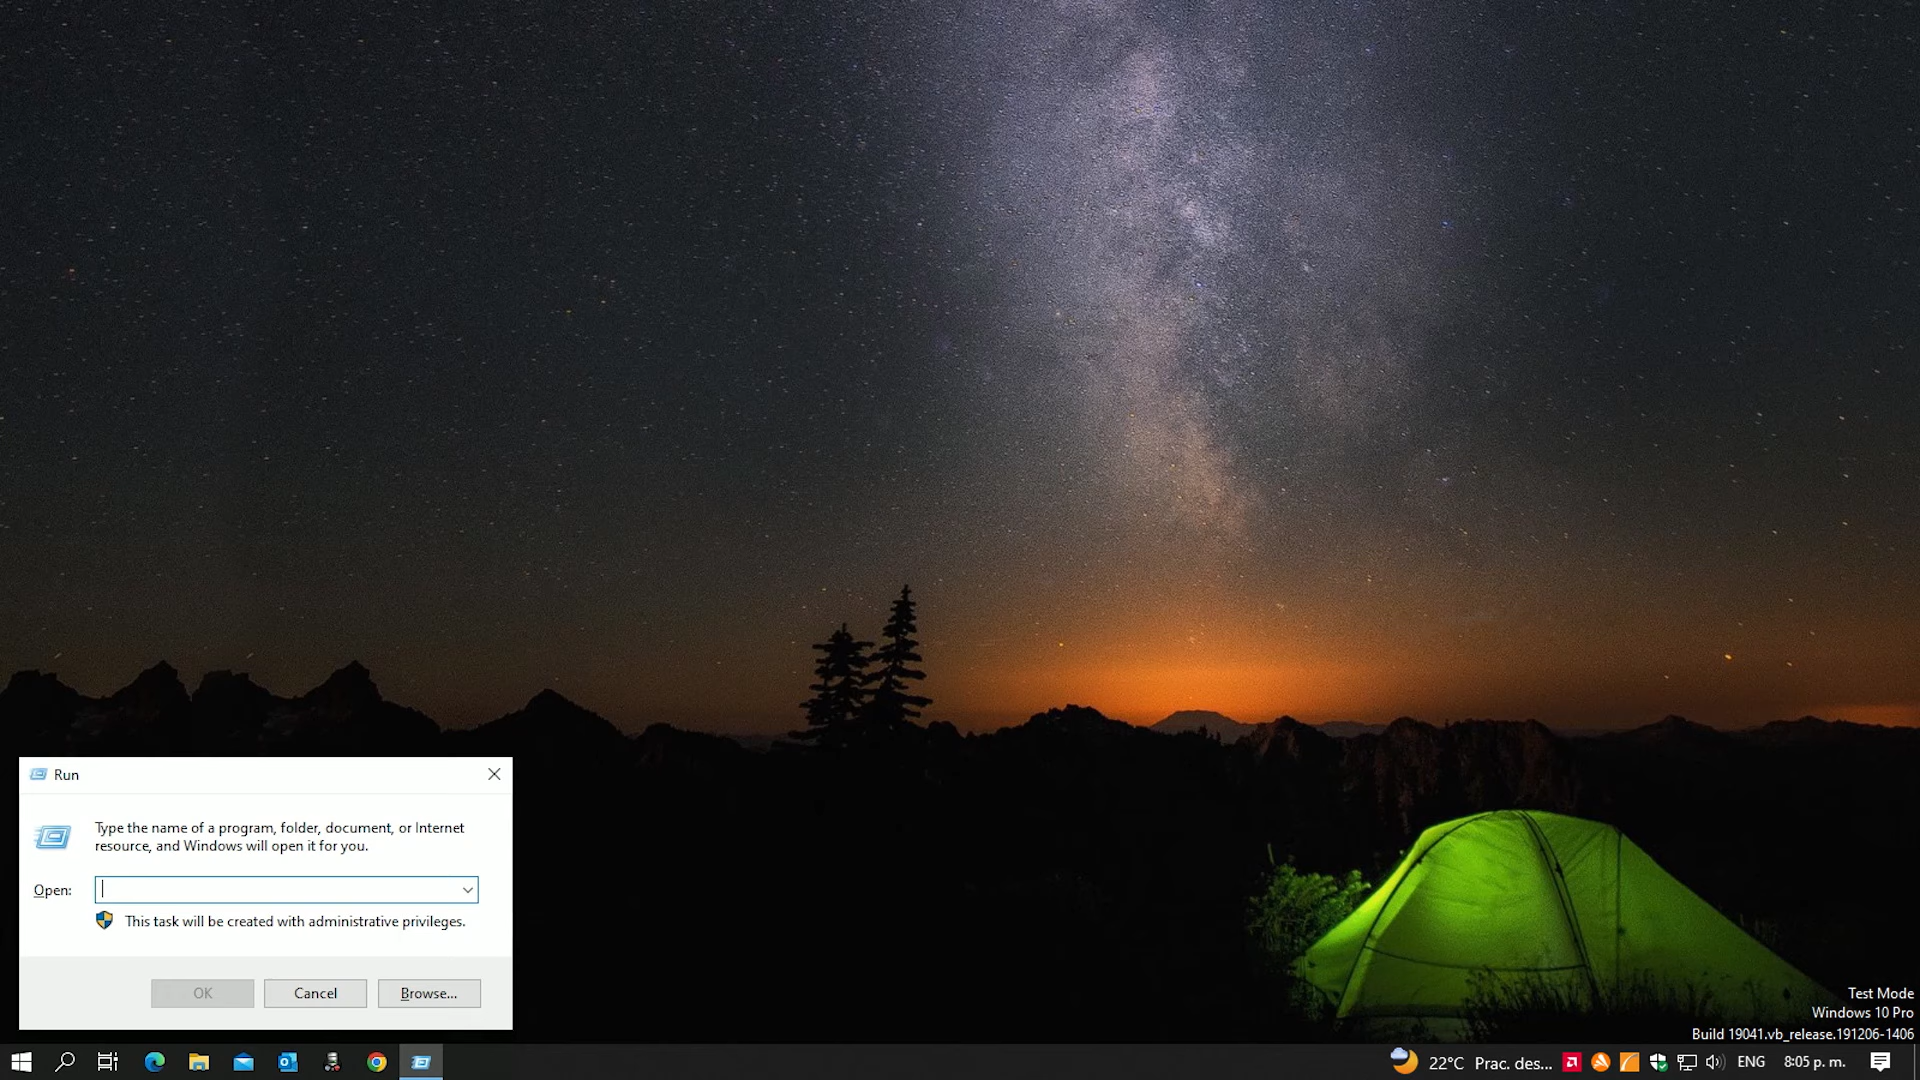 Run
Type the name of a program, folder, document, or Internet
resource, and Windows will open it for you.
Open:
This task will be created with administrative privileges.
OK
Cancel
Browse...
Test Mode
Windows 10 Pro
Build 19041.vb_release.191206-1406
22°C Prac. des...
ENG
8:05 p. m.